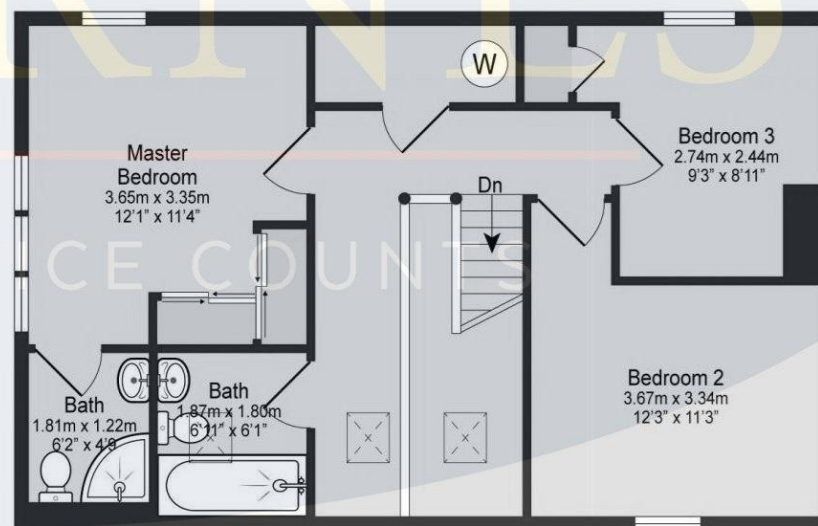 W
Master
Bedroom
3.65m x 3.35m
12'1" x 11'4"
Bedroom 3
2.74m x 2.44m
9'3" x 8'11"
Dn
ICE COUNTS
Bath
1.81m x 1.22m
6'2" x 4'9
Bath
1.87m x 1.80m
6'11" x 6'1"
Bedroom 2
3.67m x 3.34m
12'3" x 11'3"